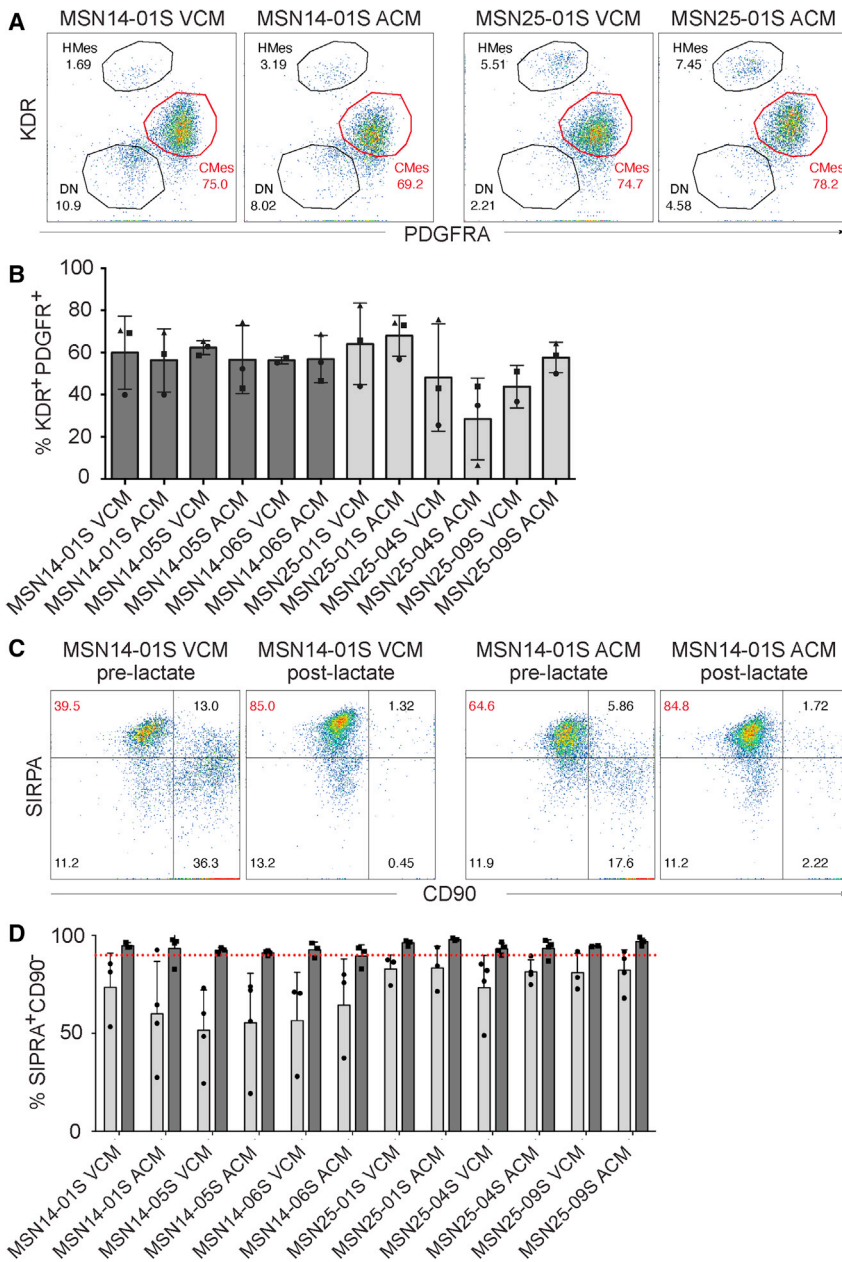 A
MSN14-01S VCM MSN14-01S ACM MSN25-01S VCM MSN25-01S ACM
HMes HMes HMes HMes
1.69 3.19 5.51 7.45
KDR
CMes CMes CMes CMes
75.0 69.2 74.7 78.2
DN DN DN DN
10.9 8.02 2.21 4.58
PDGFRA
B
% KDR+PDGFR+
100
80
60
40
20
0
MSN14-01S VCM
MSN14-01S ACM
MSN14-05S VCM
MSN14-05S ACM
MSN14-06S VCM
MSN14-06S ACM
MSN25-01S VCM
MSN25-01S ACM
MSN25-04S VCM
MSN25-04S ACM
MSN25-09S VCM
MSN25-09S ACM
C
MSN14-01S VCM MSN14-01S VCM MSN14-01S ACM MSN14-01S ACM
pre-lactate post-lactate pre-lactate post-lactate
39.5 13.0 85.0 1.32 64.6 5.86 84.8 1.72
SIRPA
11.2 36.3 13.2 0.45 11.9 17.6 11.2 2.22
CD90
D
% SIPRA+CD90-
100
50
0
MSN14-01S VCM
MSN14-01S ACM
MSN14-05S VCM
MSN14-05S ACM
MSN14-06S VCM
MSN14-06S ACM
MSN25-01S VCM
MSN25-01S ACM
MSN25-04S VCM
MSN25-04S ACM
MSN25-09S VCM
MSN25-09S ACM